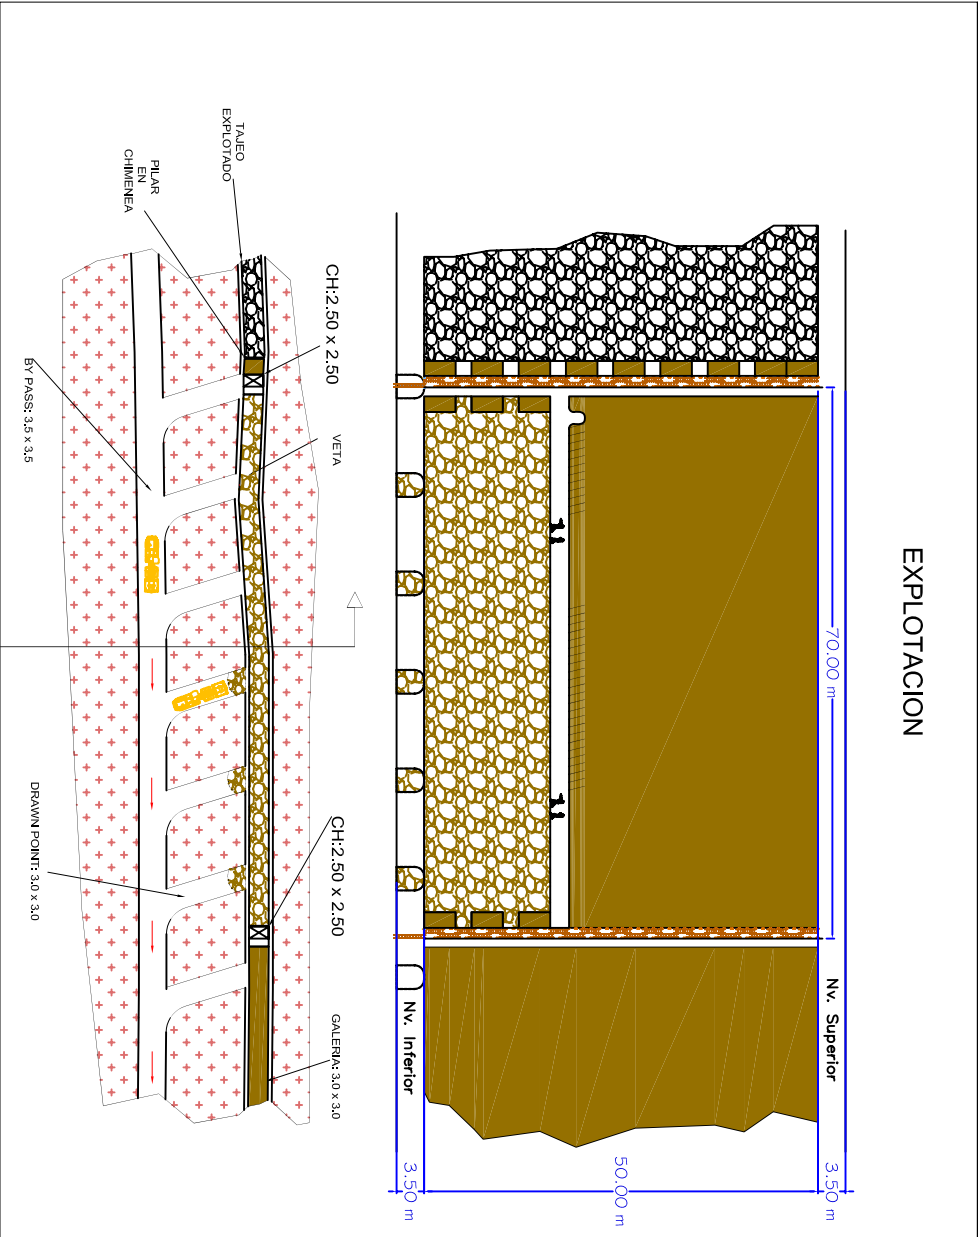 EXPLOTACION
70.00 m
Nv. Superior
3.50 m
50.00 m
Nv. Inferior
3.50 m
CH:2.50 x 2.50
VETA
CH:2.50 x 2.50
GALERIA: 3.0 x 3.0
TAJEO
EXPLOTADO
PILAR
EN
CHIMENEA
BY PASS: 3.5 x 3.5
DRAWN POINT: 3.0 x 3.0